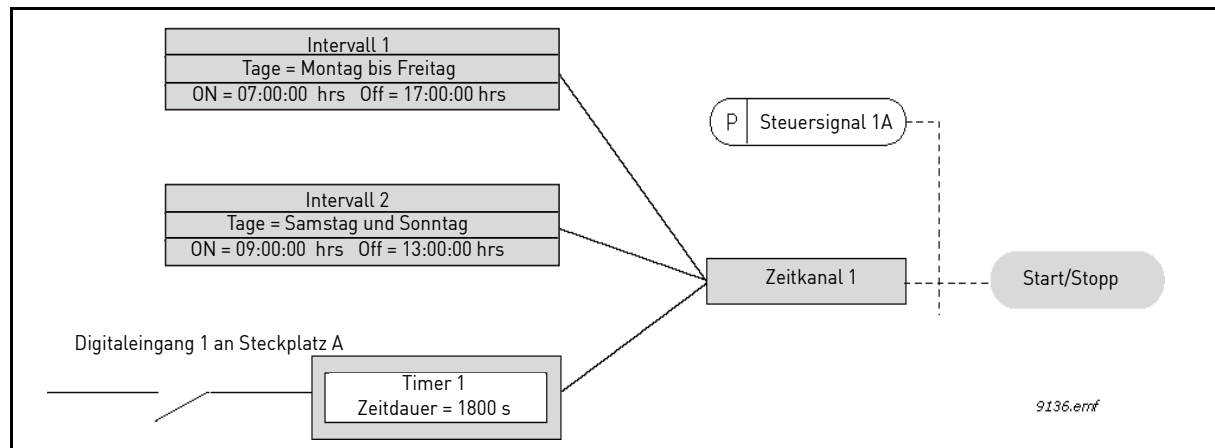 Intervall 1
Tage = Montag bis Freitag
ON = 07:00:00 hrs Off = 17:00:00 hrs
P Steuersignal 1A
Intervall 2
Tage = Samstag und Sonntag
ON = 09:00:00 hrs Off = 13:00:00 hrs
Zeitkanal 1
Start/Stopp
Digitaleingang 1 an Steckplatz A
Timer 1
Zeitdauer = 1800 s
9136.emf